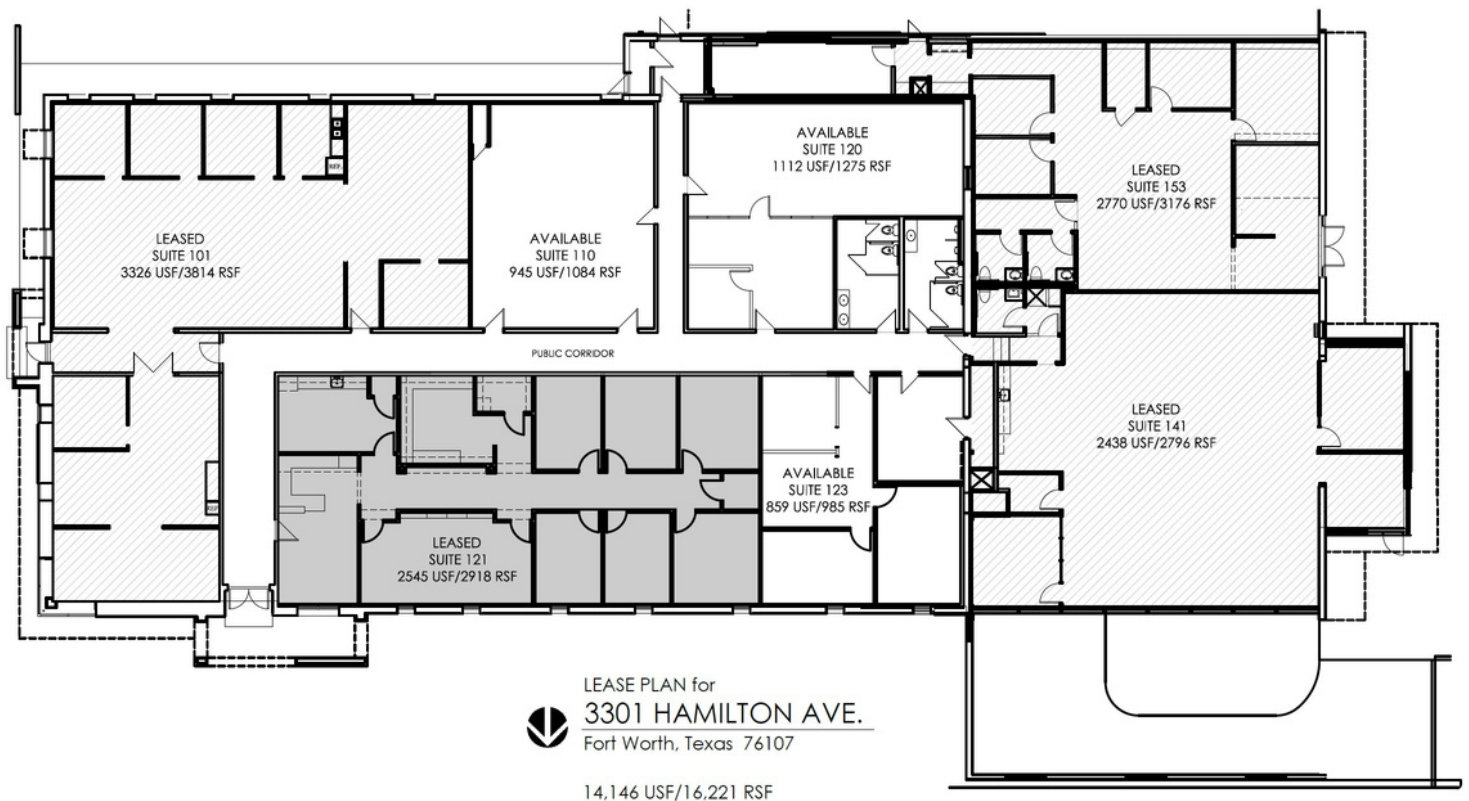 AVAILABLE
SUITE 120
1112 USF/1275 RSF
LEASED
SUITE 153
2770 USF/3176 RSF
LEASED
SUITE 101
3326 USF/3814 RSF
AVAILABLE
SUITE 110
945 USF/1084 RSF
PUBLIC CORRIDOR
LEASED
SUITE 141
2438 USF/2796 RSF
AVAILABLE
SUITE 123
859 USF/985 RSF
LEASED
SUITE 121
2545 USF/2918 RSF
REF.
REF.
LEASE PLAN for
3301 HAMILTON AVE.
Fort Worth, Texas 76107
14,146 USF/16,221 RSF